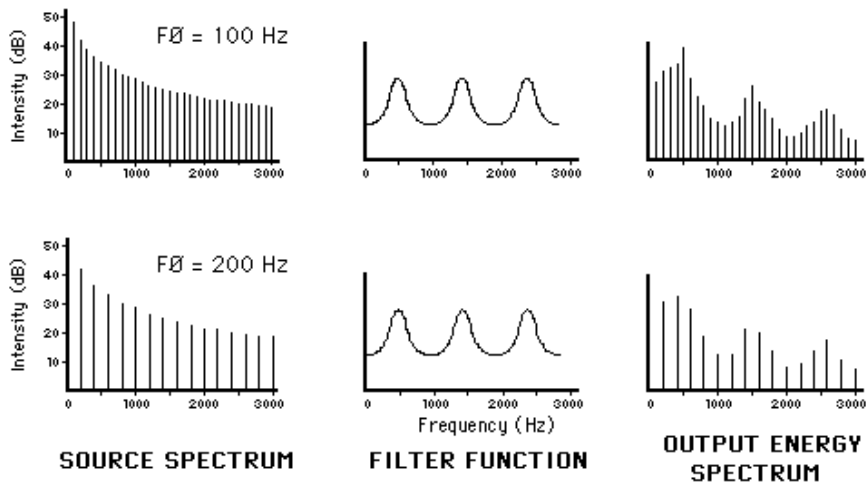 50
40
30
20
10
Intensity (dB)
FØ = 100 Hz
0 1000 2000 3000
0 1000 2000 3000
0 1000 2000 3000
50
40
30
20
10
Intensity (dB)
FØ = 200 Hz
0 1000 2000 3000
0 1000 2000 3000
0 1000 2000 3000
Frequency (Hz)
SOURCE SPECTRUM
FILTER FUNCTION
OUTPUT ENERGY
SPECTRUM